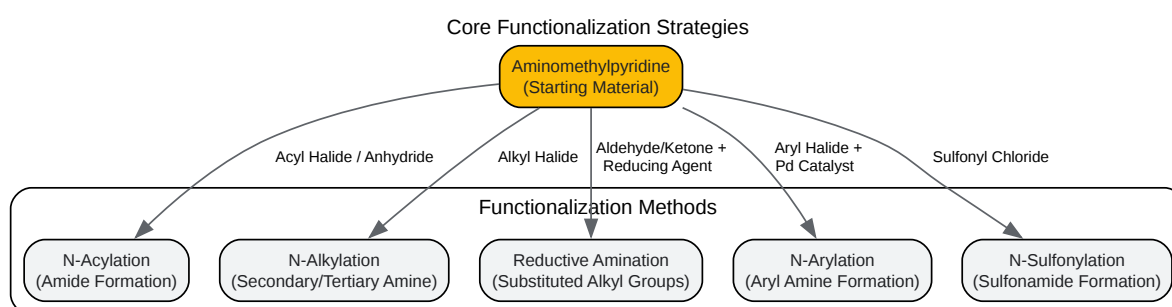 Core Functionalization Strategies
Aminomethylpyridine
(Starting Material)
Acyl Halide / Anhydride
Alkyl Halide
Aldehyde/Ketone +
Reducing Agent
Aryl Halide +
Pd Catalyst
Sulfonyl Chloride
Functionalization Methods
N-Acylation
(Amide Formation)
N-Alkylation
(Secondary/Tertiary Amine)
Reductive Amination
(Substituted Alkyl Groups)
N-Arylation
(Aryl Amine Formation)
N-Sulfonylation
(Sulfonamide Formation)